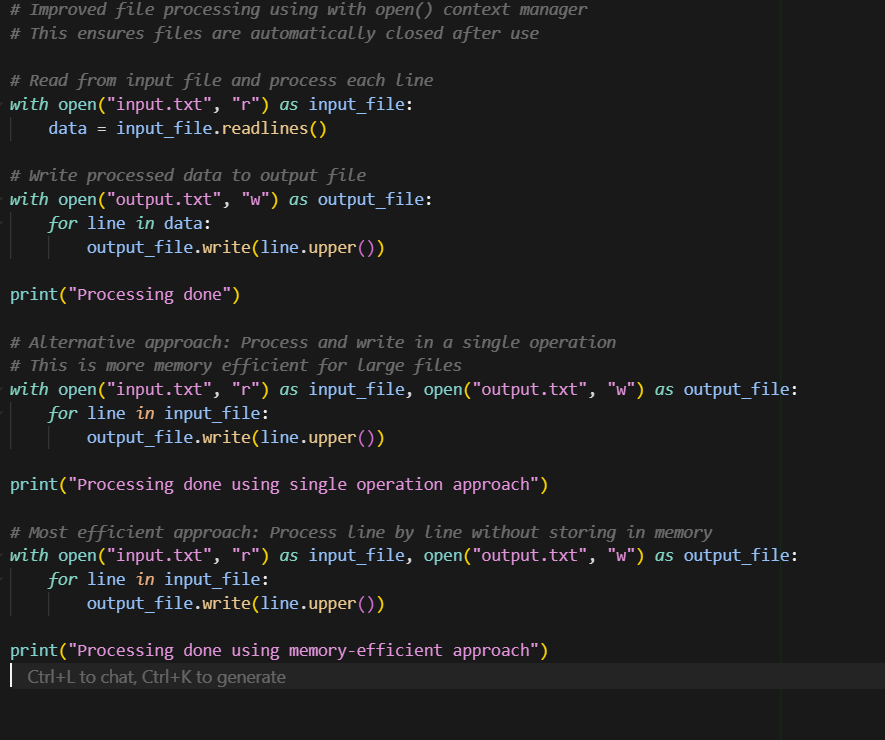 # Improved file processing using with open() context manager
# This ensures files are automatically closed after use
# Read from input file and process each line
with open("input.txt", "r") as input_file:
    data = input_file.readlines()
# Write processed data to output file
with open("output.txt", "w") as output_file:
    for line in data:
        output_file.write(line.upper())
print("Processing done")
# Alternative approach: Process and write in a single operation
# This is more memory efficient for large files
with open("input.txt", "r") as input_file, open("output.txt", "w") as output_file:
    for line in input_file:
        output_file.write(line.upper())
print("Processing done using single operation approach")
# Most efficient approach: Process line by line without storing in memory
with open("input.txt", "r") as input_file, open("output.txt", "w") as output_file:
    for line in input_file:
        output_file.write(line.upper())
print("Processing done using memory-efficient approach")
Ctrl+L to chat, Ctrl+K to generate